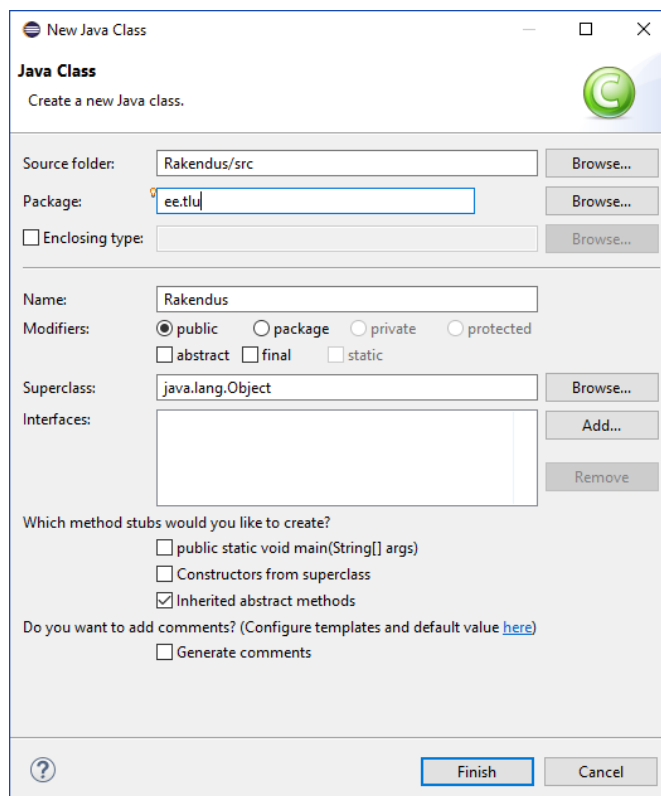 New Java Class
Java Class
Create a new Java class.
Source folder: Rakendus/src Browse...
Package: ee.tlu Browse...
Enclosing type: Browse...
Name: Rakendus
Modifiers: public package private protected
abstract final static
Superclass: java.lang.Object Browse...
Interfaces: Add...
Remove
Which method stubs would you like to create?
public static void main(String[] args)
Constructors from superclass
Inherited abstract methods
Do you want to add comments? (Configure templates and default value here)
Generate comments
? Finish Cancel